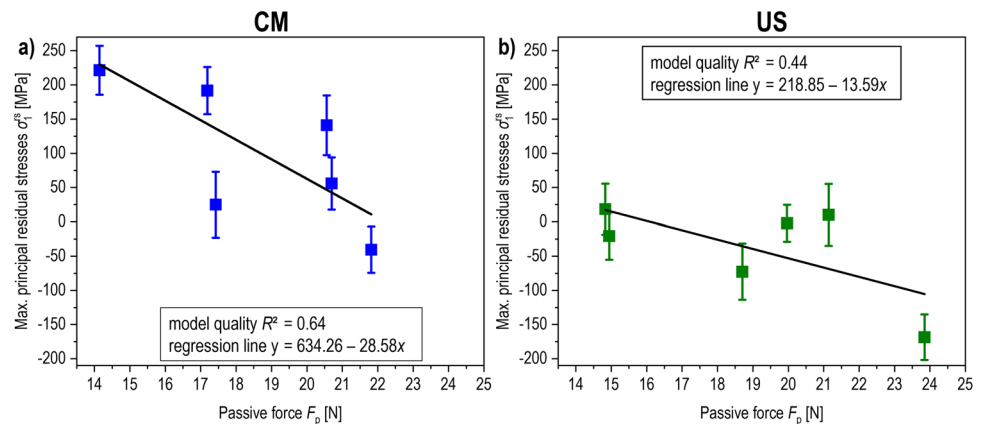 CM
a)
Max. principal residual stresses σ₁ʳˢ [MPa]
250
200
150
100
50
0
-50
-100
-150
-200
model quality R² = 0.64
regression line y = 634.26 – 28.58x
14 15 16 17 18 19 20 21 22 23 24 25
Passive force Fp [N]
US
b)
Max. principal residual stresses σ₁ʳˢ [MPa]
250
200
150
100
50
0
-50
-100
-150
-200
model quality R² = 0.44
regression line y = 218.85 – 13.59x
14 15 16 17 18 19 20 21 22 23 24 25
Passive force Fp [N]